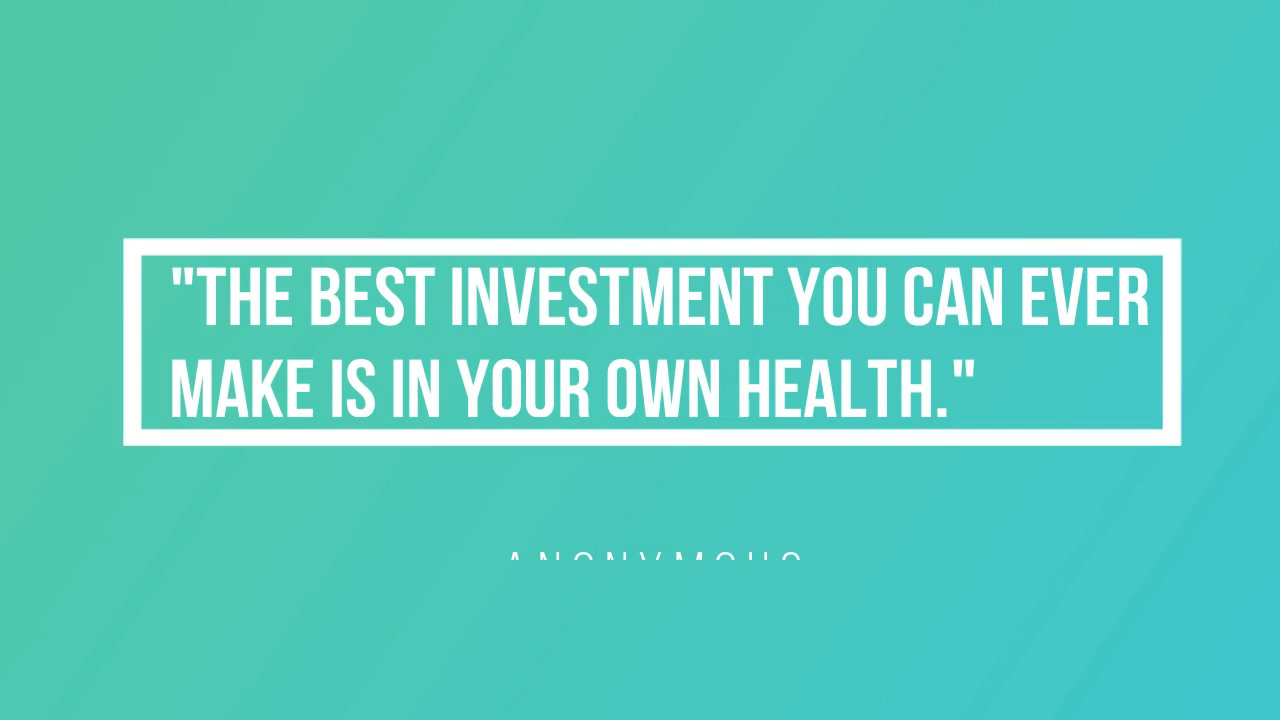 "THE BEST INVESTMENT YOU CAN EVER
MAKE IS IN YOUR OWN HEALTH."
ANONYMOUS